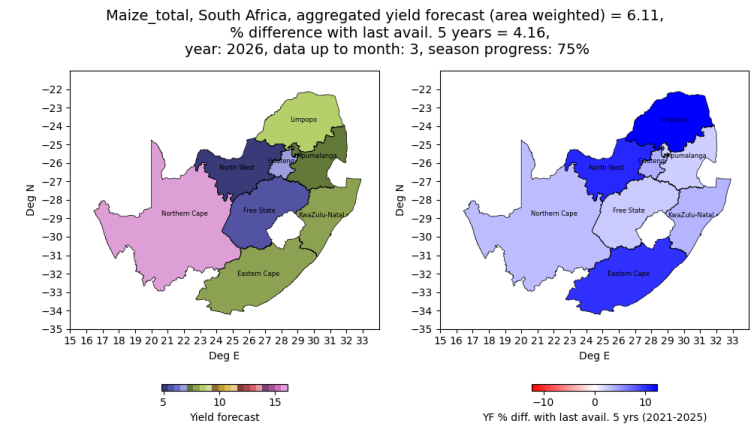 Maize_total, South Africa, aggregated yield forecast (area weighted) = 6.11,
% difference with last avail. 5 years = 4.16,
year: 2026, data up to month: 3, season progress: 75%
−22
−23
−24
−25
−26
−27
−28
−29
−30
−31
−32
−33
−34
−35
Deg N
Limpopo
Mpumalanga
Gauteng
North West
Northern Cape
Free State
KwaZulu-Natal
Eastern Cape
15 16 17 18 19 20 21 22 23 24 25 26 27 28 29 30 31 32 33
Deg E
5 10 15
Yield forecast
−22
−23
−24
−25
−26
−27
−28
−29
−30
−31
−32
−33
−34
−35
Deg N
Limpopo
Mpumalanga
Gauteng
North West
Northern Cape
Free State
KwaZulu-Natal
Eastern Cape
15 16 17 18 19 20 21 22 23 24 25 26 27 28 29 30 31 32 33
Deg E
−10 0 10
YF % diff. with last avail. 5 yrs (2021-2025)